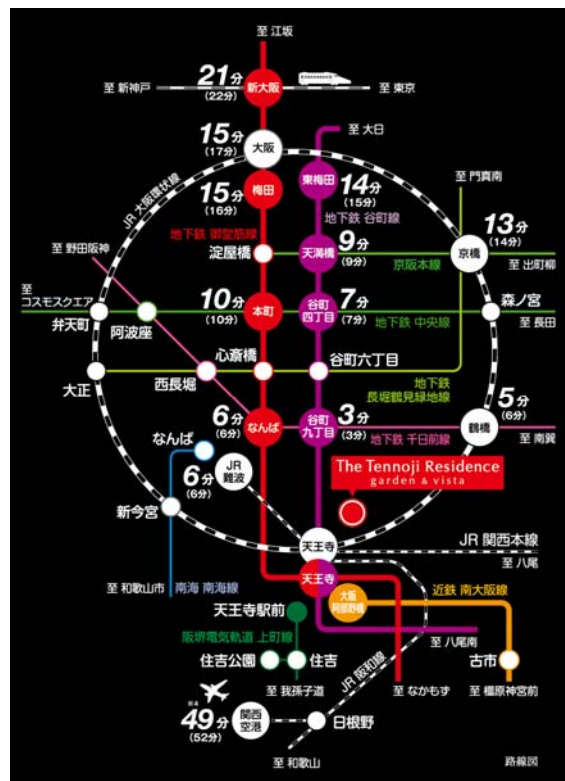 至 江坂
21分
(22分)
新大阪
至 新神戸
至 東京
15分
(17分)
大阪
至 大日
JR 大阪環状線
15分
(16分)
梅田
東梅田
14分
(15分)
至 門真南
地下鉄 谷町線
地下鉄 御堂筋線
13分
(14分)
京橋
至 野田阪神
淀屋橋
天満橋
9分
(9分)
京阪本線
至 出町柳
至
コスモスクエア
弁天町
阿波座
10分
(10分)
本町
谷町
四丁目
7分
(7分)
地下鉄 中央線
森ノ宮
至 長田
心斎橋
谷町六丁目
大正
西長堀
地下鉄
長堀鶴見緑地線
5分
(6分)
6分
(6分)
なんば
谷町
九丁目
3分
(3分)
地下鉄 千日前線
鶴橋
至 南巽
なんば
6分
(6分)
JR
難波
The Tennoji Residence
garden & vista
新今宮
天王寺
JR 関西本線
至 八尾
至 和歌山市
南海 南海線
天王寺
大阪
阿部野橋
近鉄 南大阪線
天王寺駅前
阪堺電気軌道 上町線
至 八尾南
住吉公園
住吉
JR 阪和線
古市
至 我孫子道
至 なかもず
至 橿原神宮前
※4
49分
(52分)
関西
空港
日根野
至 和歌山
路線図